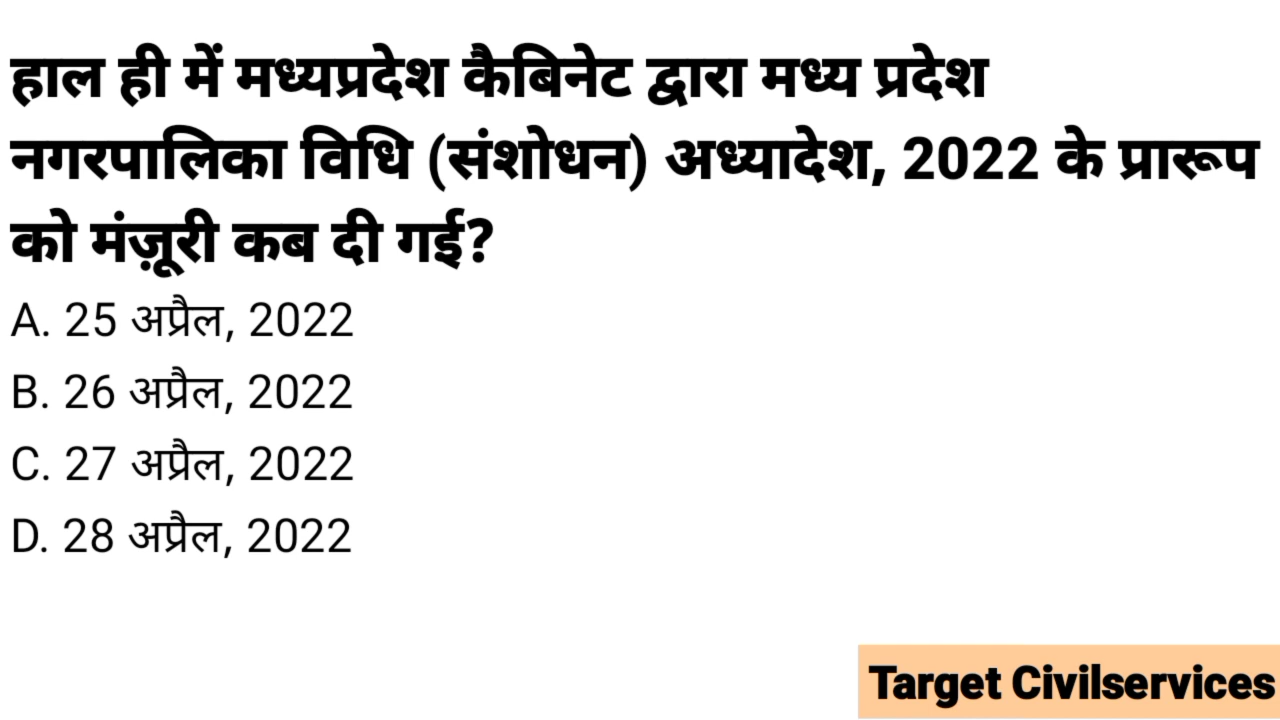 हाल ही में मध्यप्रदेश कैबिनेट द्वारा मध्य प्रदेश
नगरपालिका विधि (संशोधन) अध्यादेश, 2022 के प्रारूप
को मंज़ूरी कब दी गई?
A. 25 अप्रैल, 2022
B. 26 अप्रैल, 2022
C. 27 अप्रैल, 2022
D. 28 अप्रैल, 2022
Target Civilservices